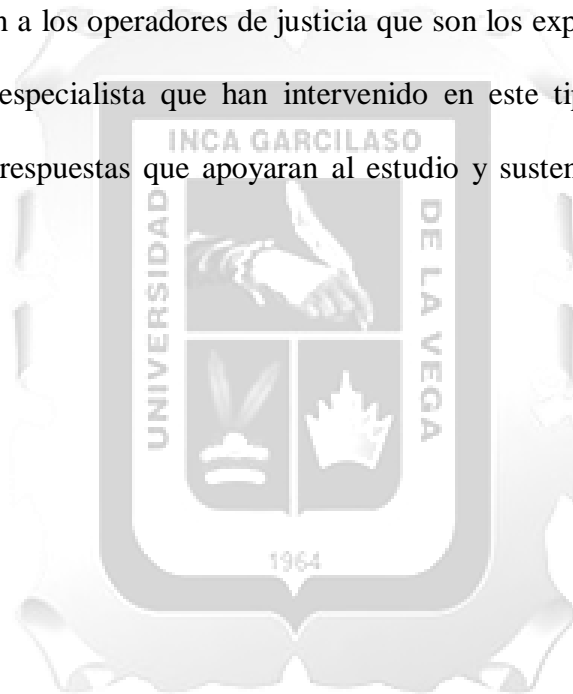 n a los operadores de justicia que son los exp
especialista que han intervenido en este ti
respuestas que apoyaran al estudio y susten
INCA GARCILASO
UNIVERSIDAD
DE LA VEGA
1964